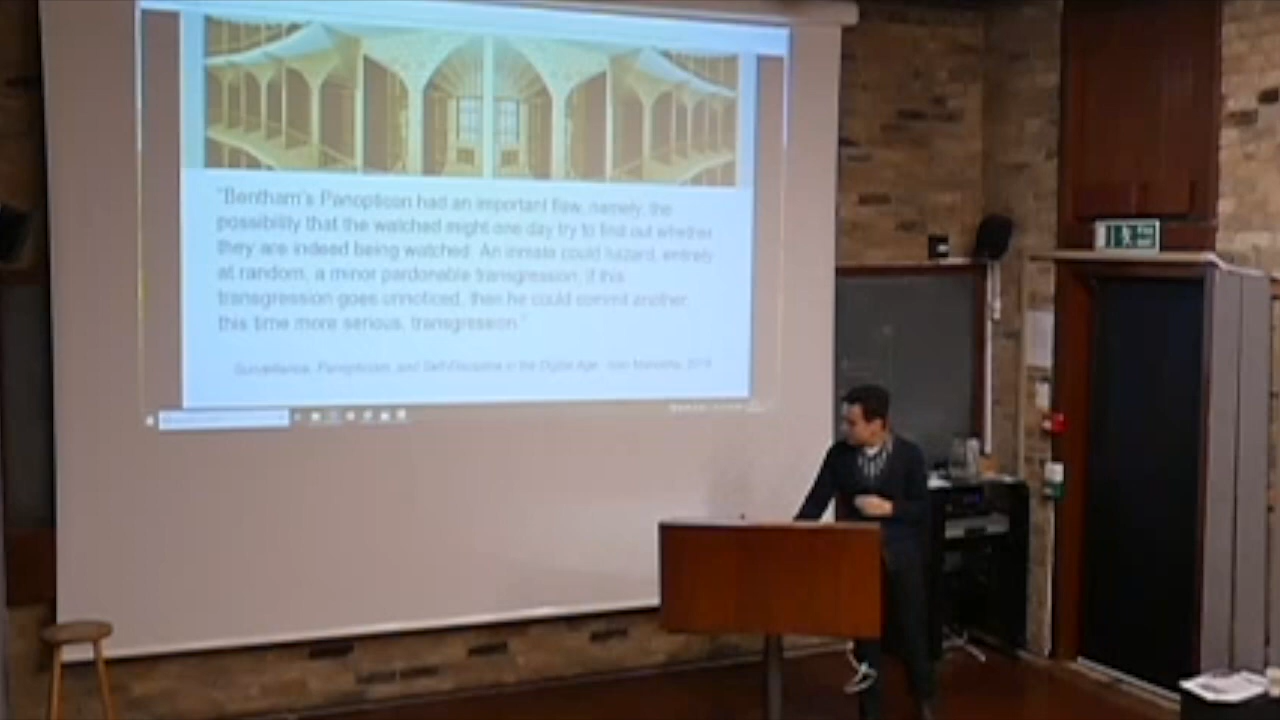 "Bentham's Panopticon had an important flaw, namely, the
possibility that the watched might one day try to find out whether
they are indeed being watched. An inmate could hazard, entirely
at random, a minor pardonable transgression. If this
transgression goes unnoticed, then he could commit another,
this time more serious, transgression."
Surveillance, Panopticism, and Self-Discipline in the Digital Age